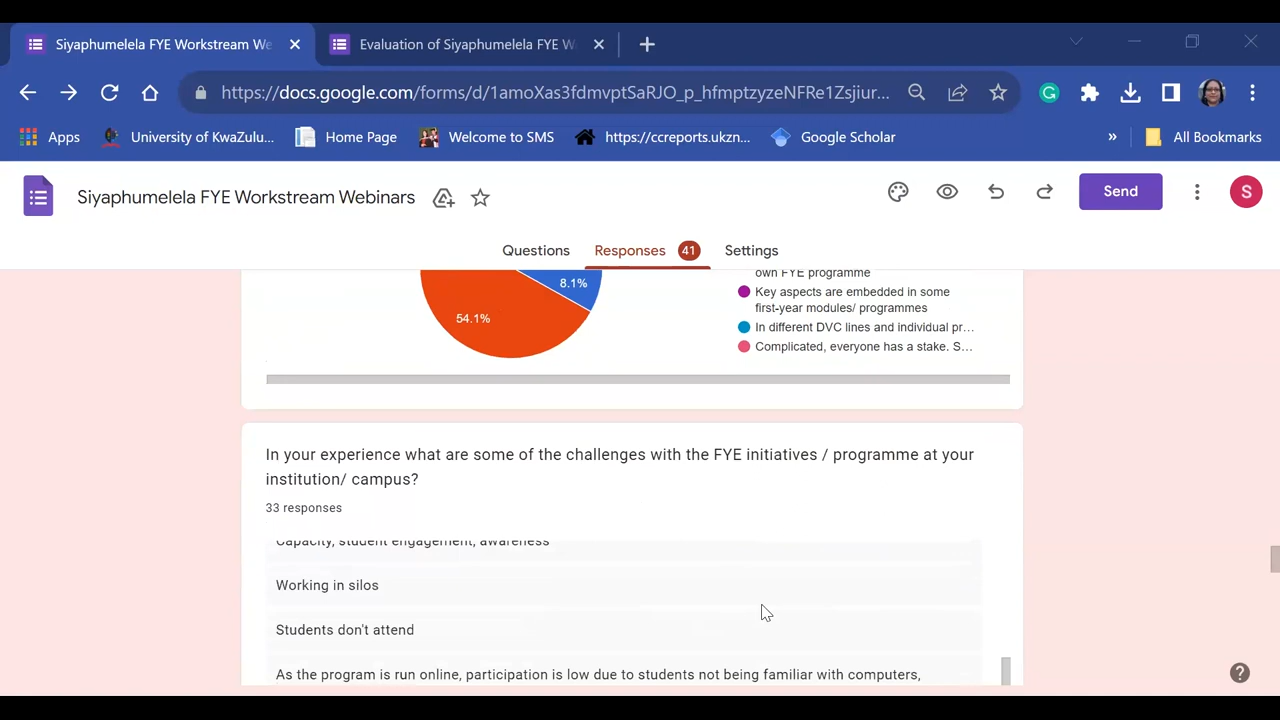 Siyaphumelela FYE Workstream We
Evaluation of Siyaphumelela FYE W
https://docs.google.com/forms/d/1amoXas3fdmvptSaRJO_p_hfmptzyzeNFRe1Zsjiur...
Apps
University of KwaZulu...
Home Page
Welcome to SMS
https://ccreports.ukzn...
Google Scholar
»
All Bookmarks
Siyaphumelela FYE Workstream Webinars
Send
S
Questions
Responses 41
Settings
own FYE programme
8.1%
Key aspects are embedded in some
first-year modules/ programmes
54.1%
In different DVC lines and individual pr...
Complicated, everyone has a stake. S...
In your experience what are some of the challenges with the FYE initiatives / programme at your
institution/ campus?
33 responses
Capacity, student engagement, awareness
Working in silos
Students don't attend
As the program is run online, participation is low due to students not being familiar with computers,